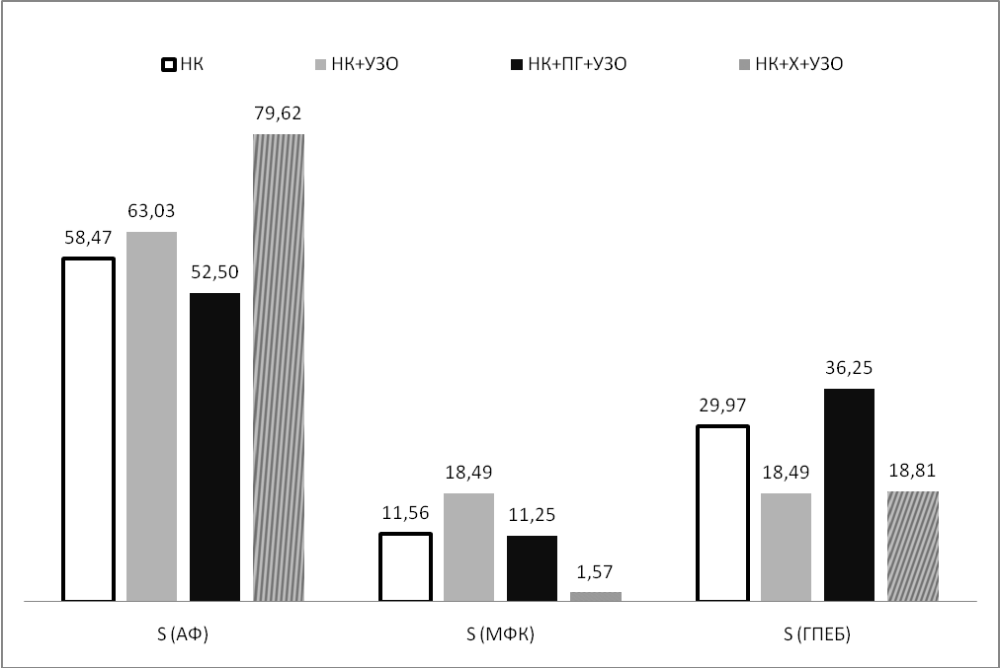 НК НК+УЗО НК+ПГ+УЗО НК+Х+УЗО
79,62
63,03
58,47
52,50
36,25
29,97
18,49 18,49 18,81
11,56 11,25
1,57
S (АФ) S (МФК) S (ГПЕБ)